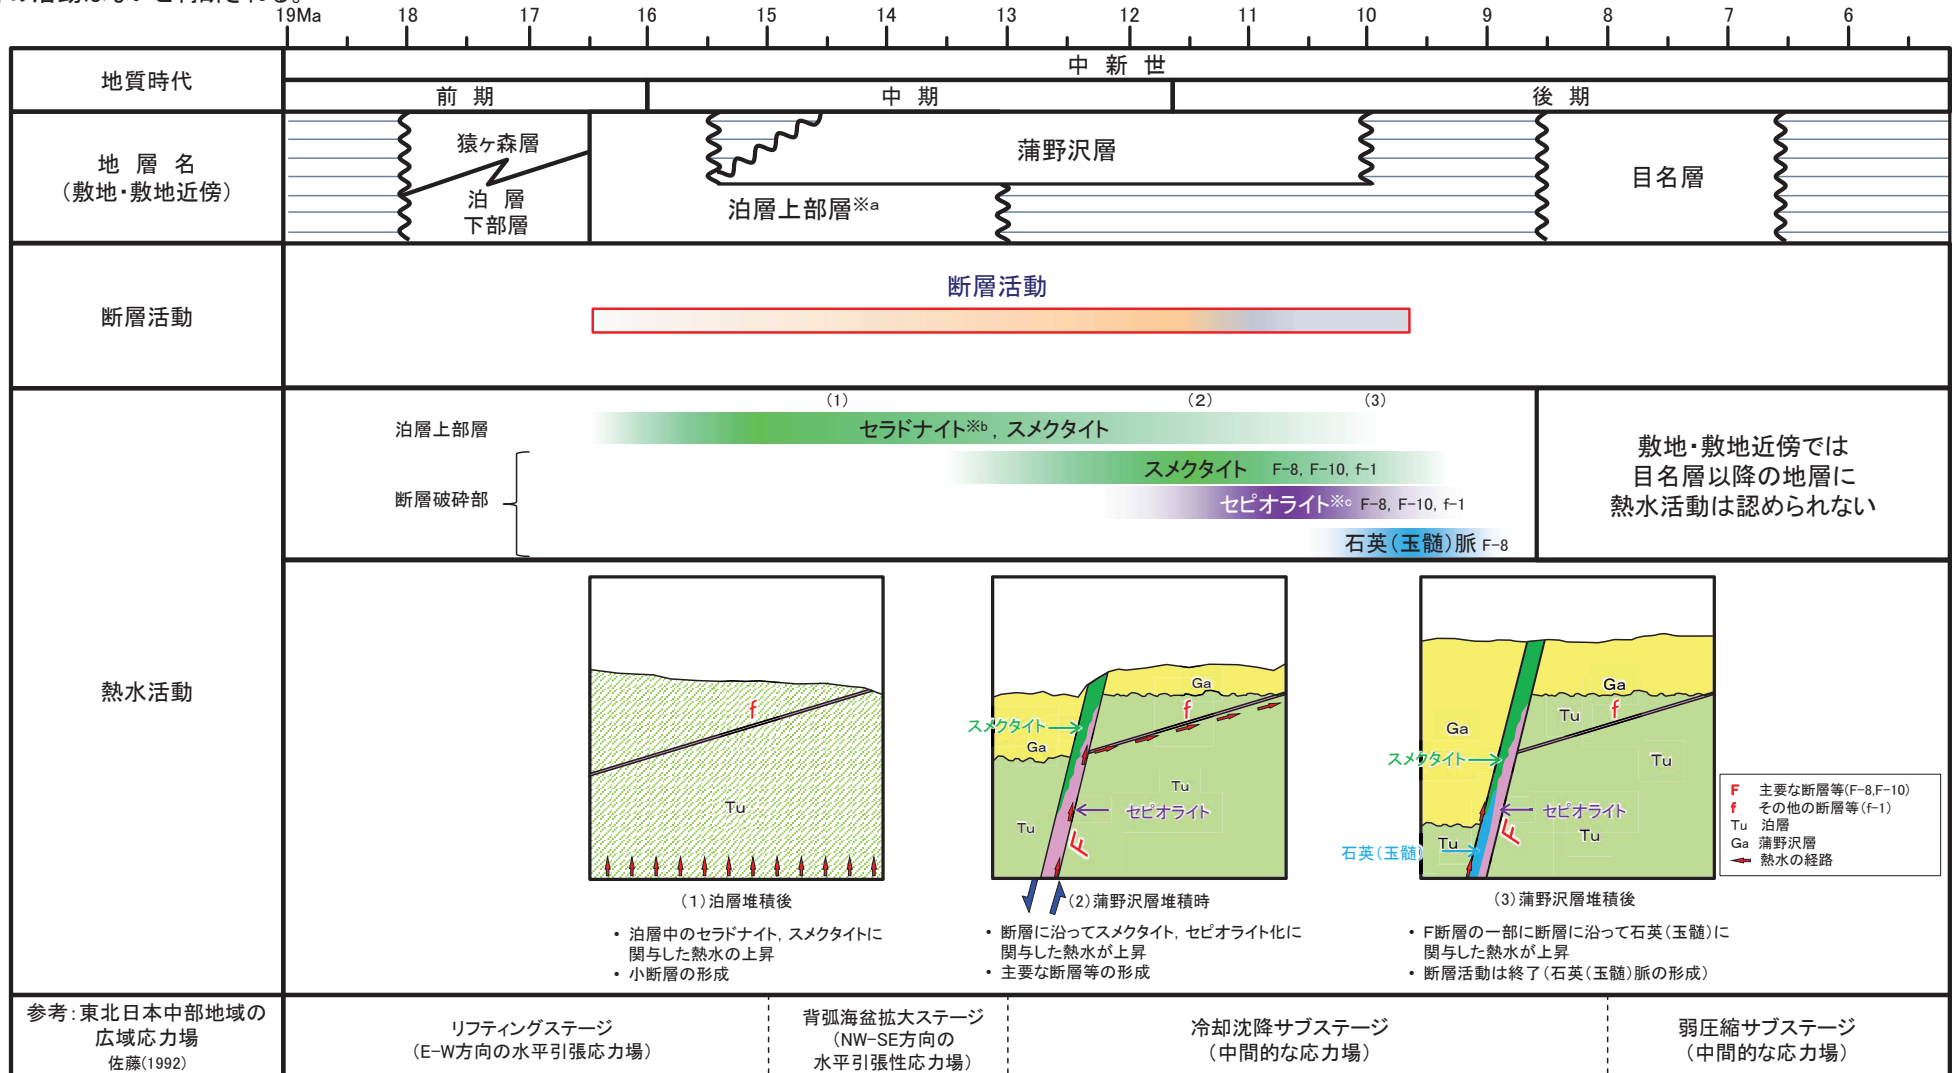 19Ma 18 17 16 15 14 13 12 11 10 9 8 7 6
地質時代
中 新 世
前 期
中 期
後 期
地 層 名
(敷地・敷地近傍)
猿ヶ森層
泊 層
下部層
泊層上部層※a
蒲野沢層
目名層
断層活動
断層活動
熱水活動
(1) (2) (3)
泊層上部層
セラドナイト※b, スメクタイト
断層破砕部
スメクタイト F-8, F-10, f-1
セピオライト※c F-8, F-10, f-1
石英(玉髄)脈 F-8
敷地・敷地近傍では
目名層以降の地層に
熱水活動は認められない
f
Tu
(1)泊層堆積後
・ 泊層中のセラドナイト, スメクタイトに
関与した熱水の上昇
・ 小断層の形成
Ga
f
スメクタイト
Ga
Tu
セピオライト
Tu
F
(2)蒲野沢層堆積時
・ 断層に沿ってスメクタイト, セピオライト化に
関与した熱水が上昇
・ 主要な断層等の形成
Ga
f
Tu
Ga
スメクタイト
Tu
セピオライト
F
Tu
Tu
石英(玉髄)
(3)蒲野沢層堆積後
・ F断層の一部に断層に沿って石英(玉髄)に
関与した熱水が上昇
・ 断層活動は終了(石英(玉髄)脈の形成)
F 主要な断層等(F-8,F-10)
f その他の断層等(f-1)
Tu 泊層
Ga 蒲野沢層
熱水の経路
参考:東北日本中部地域の
広域応力場
佐藤(1992)
リフティングステージ
(E-W方向の水平引張応力場)
背弧海盆拡大ステージ
(NW-SE方向の
水平引張性応力場)
冷却沈降サブステージ
(中間的な応力場)
弱圧縮サブステージ
(中間的な応力場)